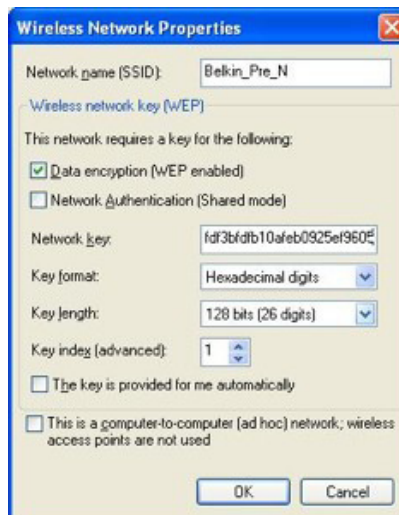 Wireless Network Properties
Network name (SSID): Belkin_Pre_N
Wireless network key (WEP)
This network requires a key for the following:
Data encryption (WEP enabled)
Network Authentication (Shared mode)
Network key: fdf3bfdfb10afeb0925ef9605
Key format: Hexadecimal digits
Key length: 128 bits (26 digits)
Key index (advanced): 1
The key is provided for me automatically
This is a computer-to-computer (ad hoc) network; wireless
access points are not used
OK Cancel